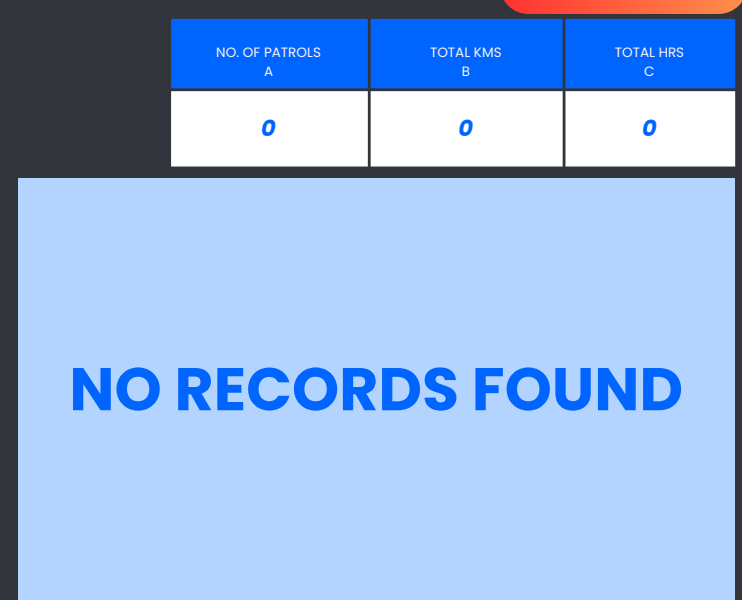 NO. OF PATROLS
A
TOTAL KMS
B
TOTAL HRS
C
0
0
0
NO RECORDS FOUND